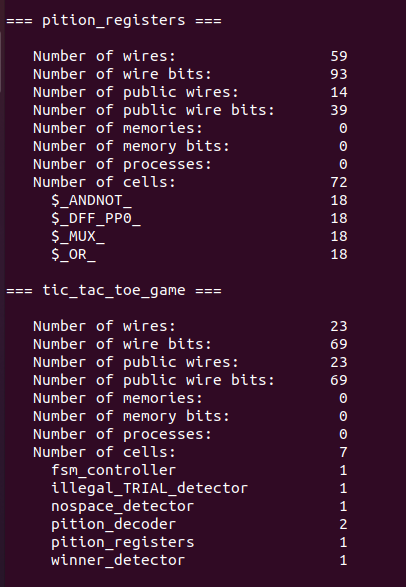 === pition_registers ===
Number of wires: 59
Number of wire bits: 93
Number of public wires: 14
Number of public wire bits: 39
Number of memories: 0
Number of memory bits: 0
Number of processes: 0
Number of cells: 72
$_ANDNOT_ 18
$_DFF_PP0_ 18
$_MUX_ 18
$_OR_ 18
=== tic_tac_toe_game ===
Number of wires: 23
Number of wire bits: 69
Number of public wires: 23
Number of public wire bits: 69
Number of memories: 0
Number of memory bits: 0
Number of processes: 0
Number of cells: 7
fsm_controller 1
illegal_TRIAL_detector 1
nospace_detector 1
pition_decoder 2
pition_registers 1
winner_detector 1